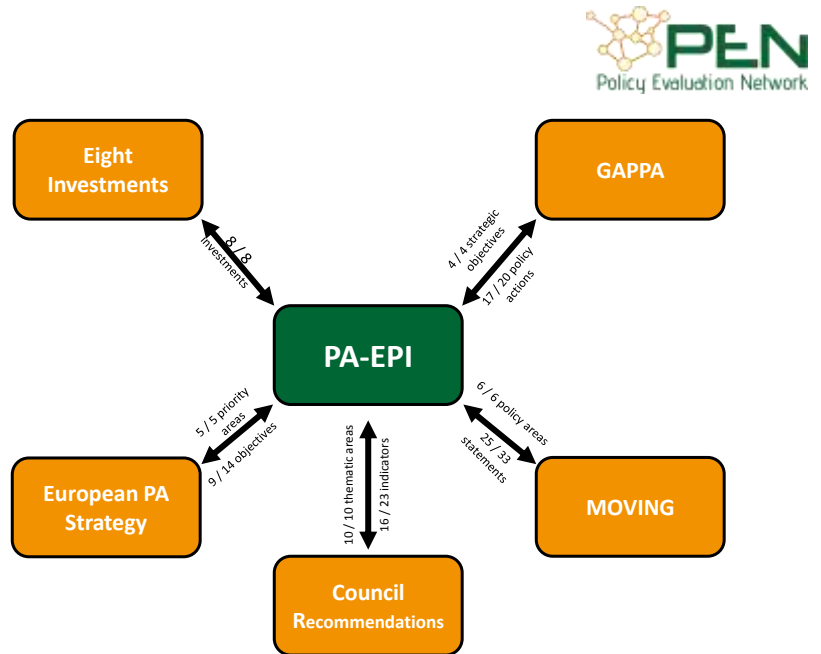 PEN
Policy Evaluation Network
Eight
Investments
GAPPA
8 / 8
Investments
4 / 4 strategic
objectives
17 / 20 policy
actions
PA-EPI
5 / 5 priority
areas
9 / 14 objectives
10 / 10 thematic areas
16 / 23 indicators
6 / 6 policy areas
25 / 33
statements
European PA
Strategy
MOVING
Council
Recommendations